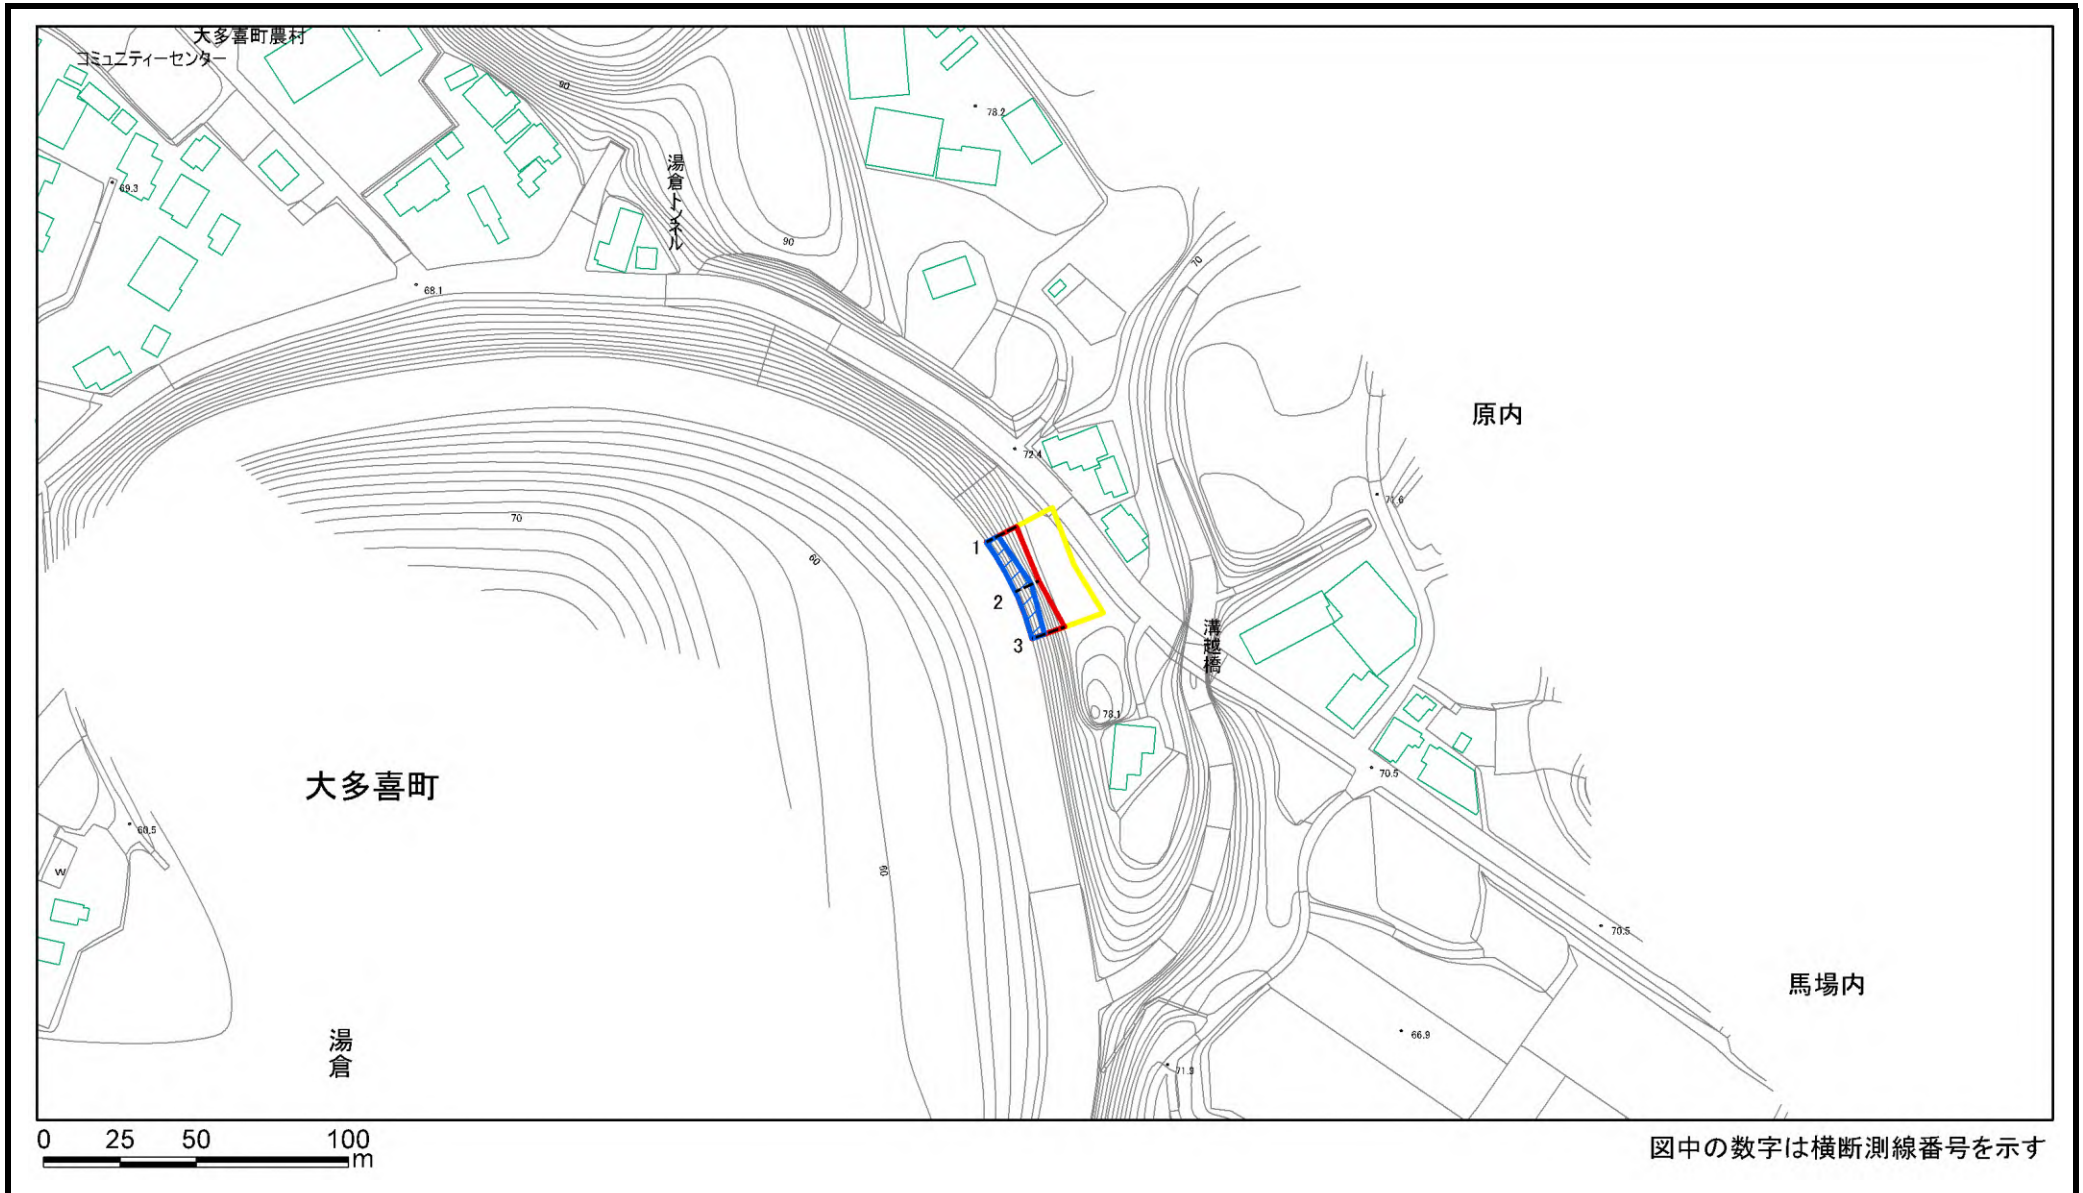 大多喜町農村
コミュニティーセンター
90
78.2
湯倉トンネル
69.3
90
70
68.1
原内
72.4
71.6
70
60
1
2
3
溝越橋
78.1
大多喜町
70.5
60.5
W
60
70.5
馬場内
湯倉
66.9
71.9
0 25 50 100
m
図中の数字は横断測線番号を示す